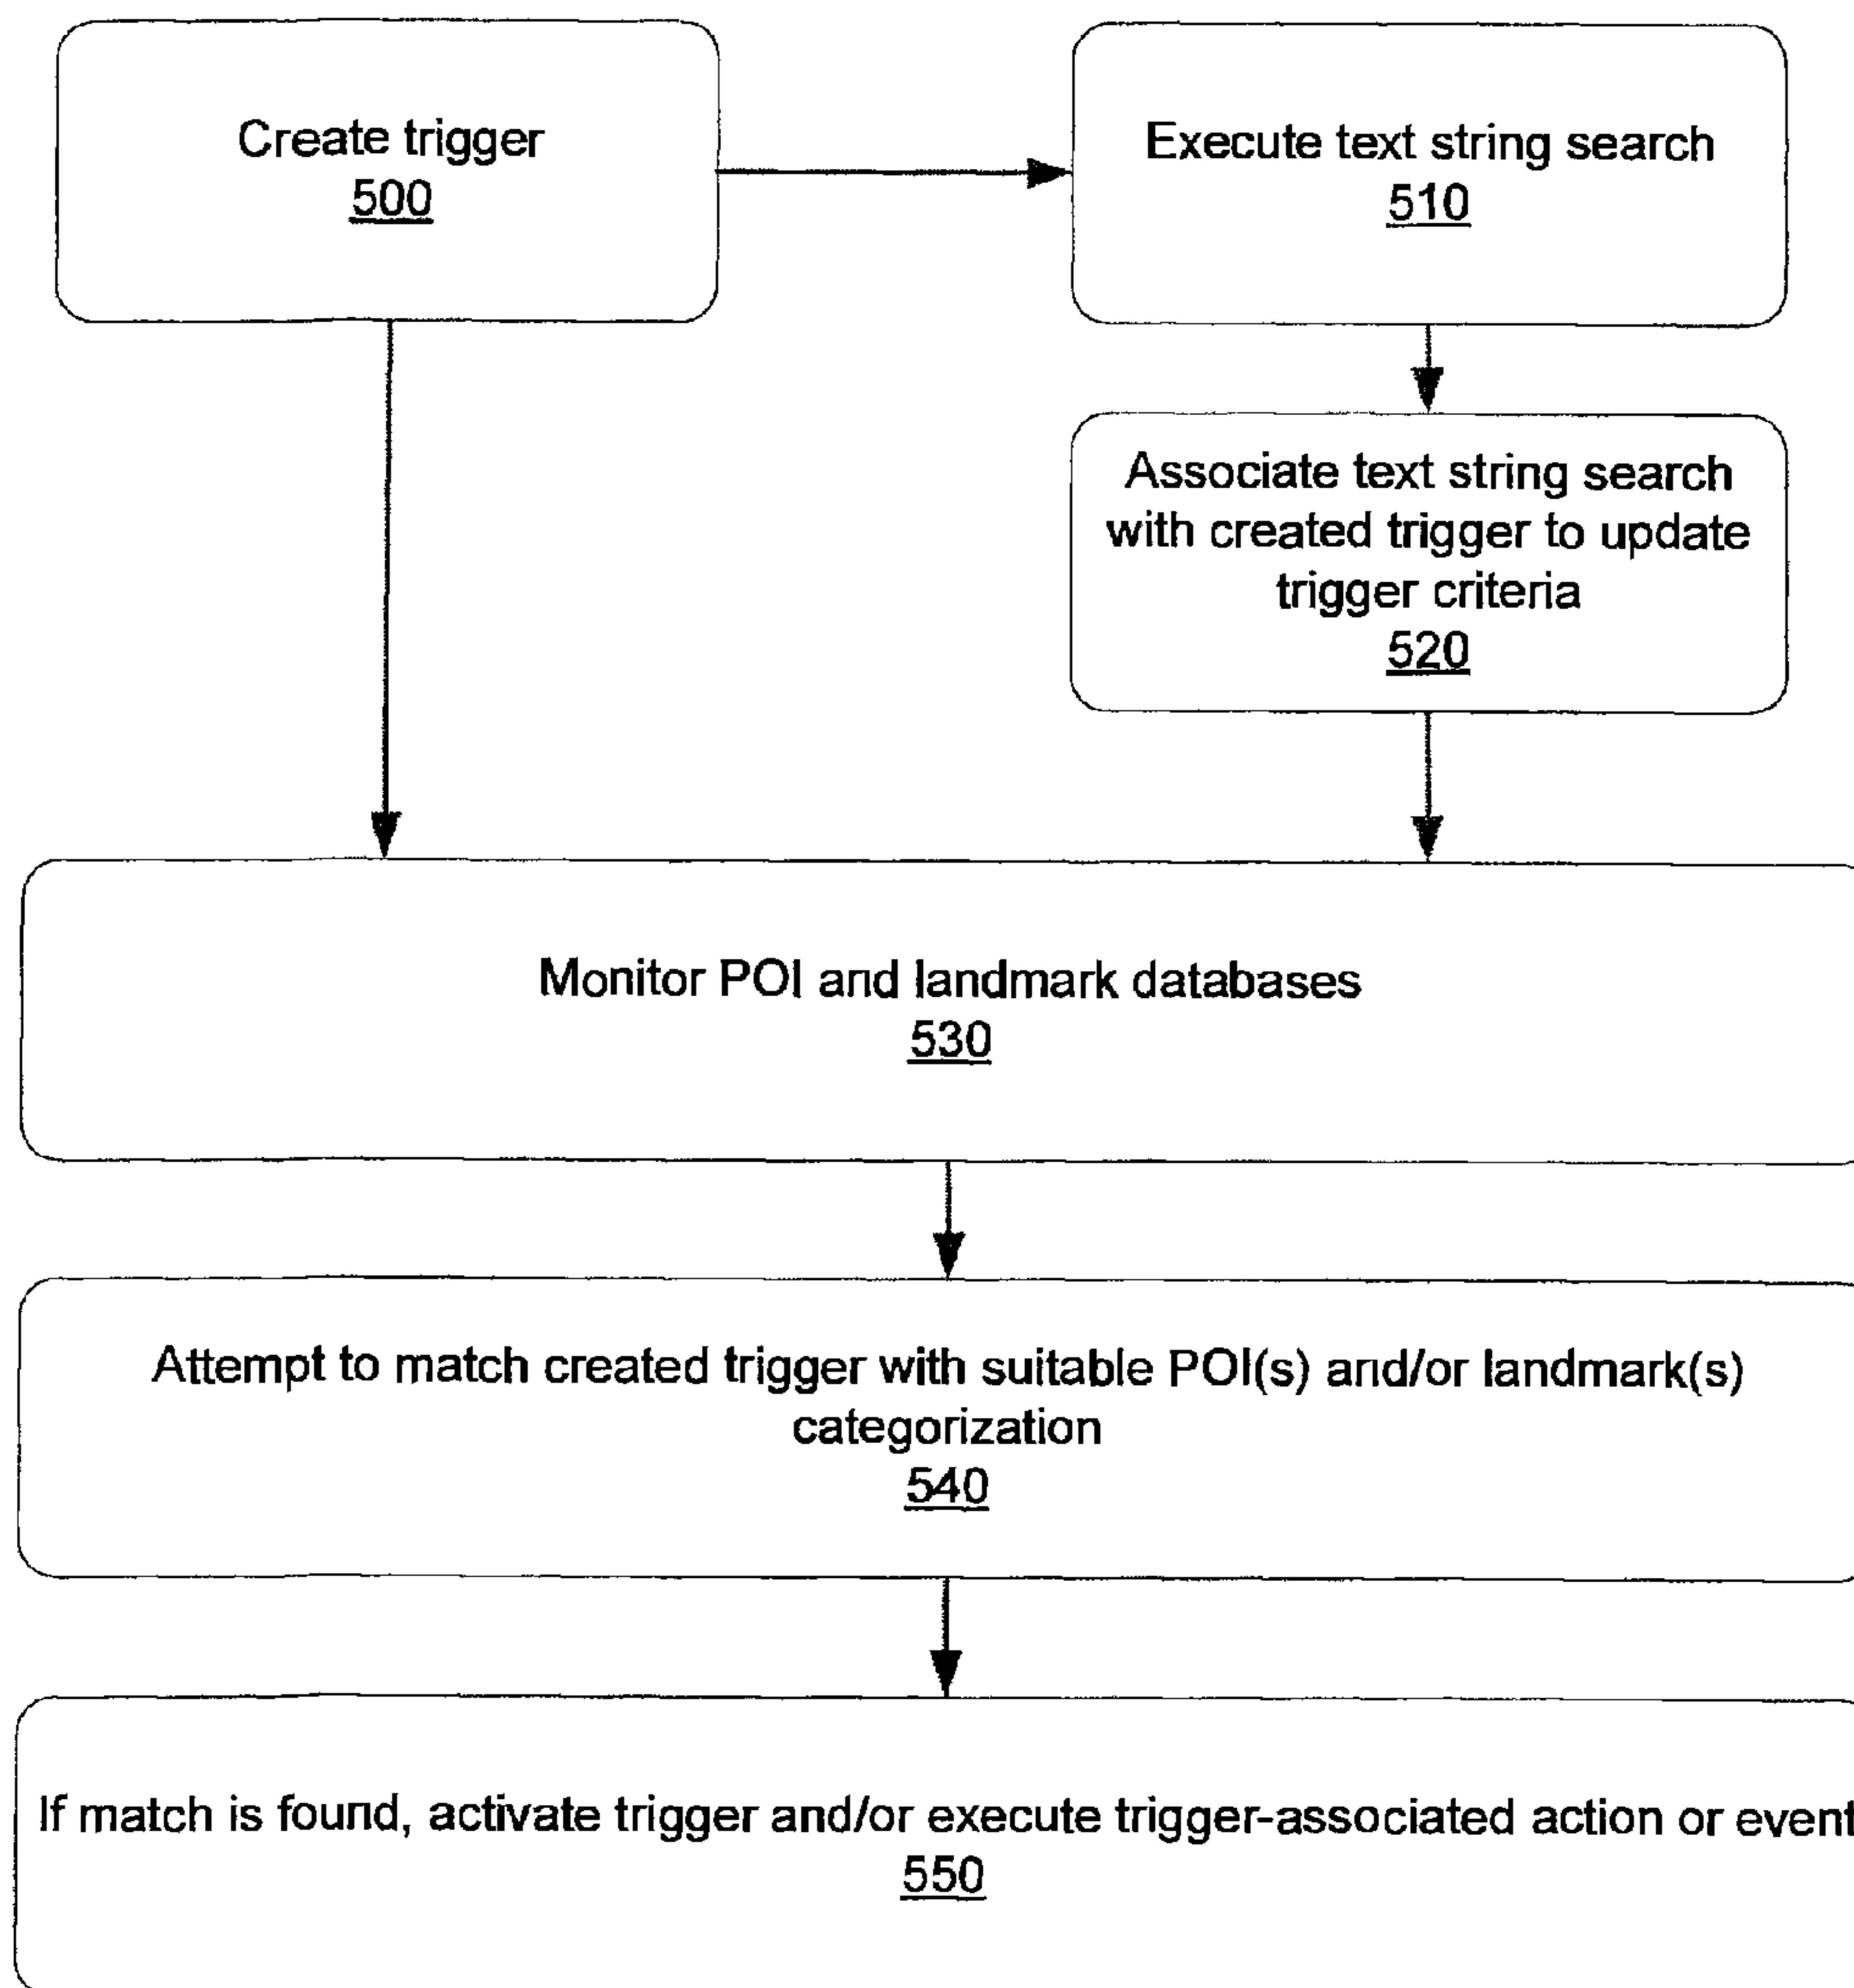 Create trigger
500
Execute text string search
510
Associate text string search
with created trigger to update
trigger criteria
520
Monitor POI and landmark databases
530
Attempt to match created trigger with suitable POI(s) and/or landmark(s)
categorization
540
If match is found, activate trigger and/or execute trigger-associated action or event
550